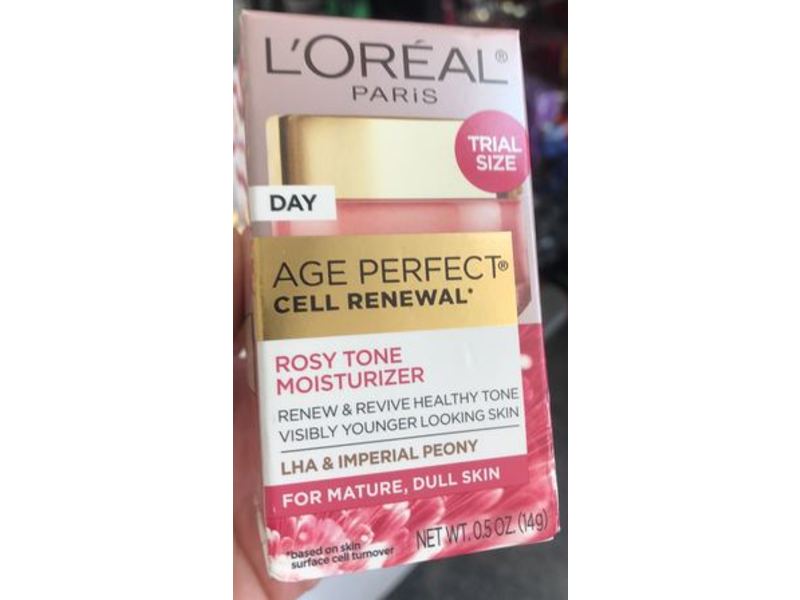 L'ORÉAL®
PARiS
TRIAL
SIZE
DAY
AGE PERFECT®
CELL RENEWAL*
ROSY TONE
MOISTURIZER
RENEW & REVIVE HEALTHY TONE
VISIBLY YOUNGER LOOKING SKIN
LHA & IMPERIAL PEONY
FOR MATURE, DULL SKIN
*based on skin
surface cell turnover
NET WT. 0.5 OZ. (14g)